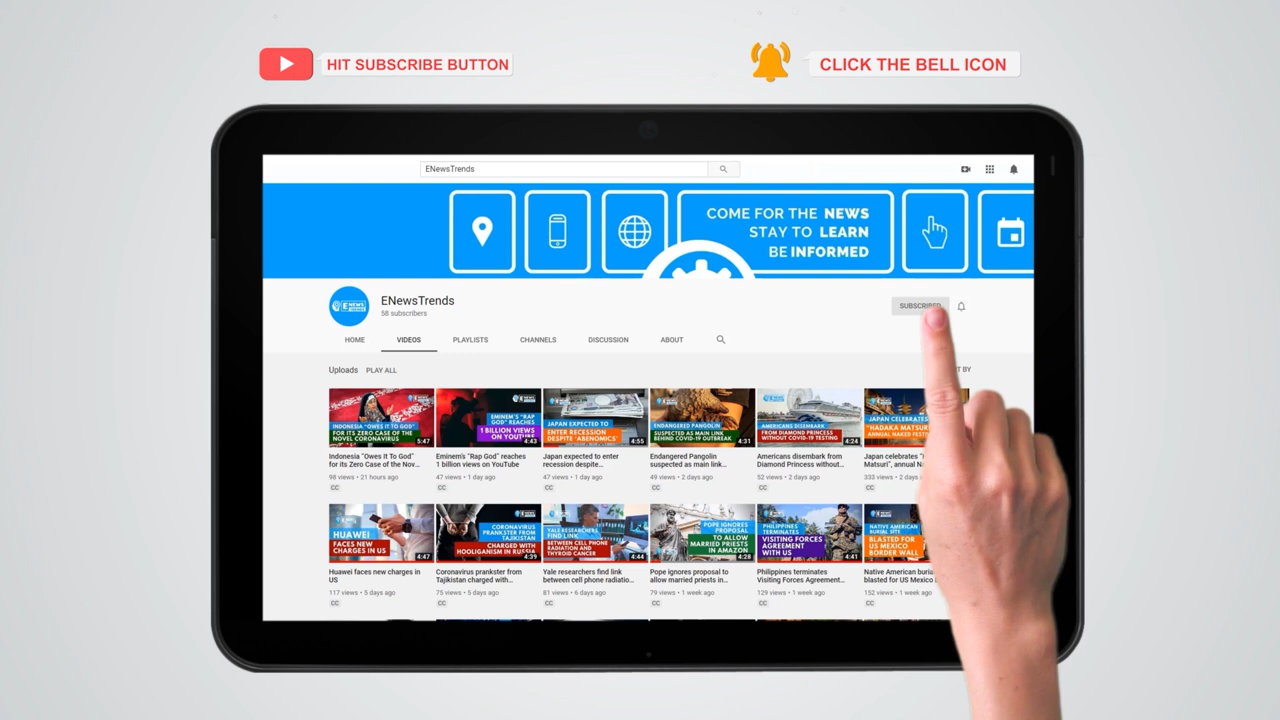 HIT SUBSCRIBE BUTTON
CLICK THE BELL ICON
ENewsTrends
COME FOR THE NEWS
STAY TO LEARN
BE INFORMED
ENewsTrends
58 subscribers
SUBSCRIBED
HOME VIDEOS PLAYLISTS CHANNELS DISCUSSION ABOUT
Uploads PLAY ALL
BY
INDONESIA "OWES IT TO GOD"
FOR ITS ZERO CASE OF THE
NOVEL CORONAVIRUS
5:47
EMINEM'S "RAP
GOD" REACHES
1 BILLION VIEWS
ON YOUTUBE
4:43
JAPAN EXPECTED TO
ENTER RECESSION
DESPITE 'ABENOMICS'
4:55
ENDANGERED PANGOLIN
SUSPECTED AS MAIN LINK
BEHIND COVID-19 OUTBREAK
4:31
AMERICANS DISEMBARK
FROM DIAMOND PRINCESS
WITHOUT COVID-19 TESTING
4:24
JAPAN CELEBRATES
"HADAKA MATSUR
ANNUAL NAKED FESTIV
Indonesia "Owes It To God"
for its Zero Case of the Nov...
98 views • 21 hours ago
CC
Eminem's "Rap God" reaches
1 billion views on YouTube
47 views • 1 day ago
CC
Japan expected to enter
recession despite...
47 views • 1 day ago
CC
Endangered Pangolin
suspected as main link...
49 views • 2 days ago
CC
Americans disembark from
Diamond Princess without...
52 views • 2 days ago
CC
Japan celebrates "H
Matsuri", annual N
333 views • 2 days
CC
HUAWEI
FACES NEW
CHARGES IN US
4:47
CORONAVIRUS
PRANKSTER FROM
TAJIKISTAN
CHARGED WITH
HOOLIGANISM IN RUSSIA
4:39
YALE RESEARCHERS
FIND LINK
BETWEEN CELL PHONE
RADIATION AND
THYROID CANCER
4:44
POPE IGNORES
PROPOSAL
TO ALLOW
MARRIED PRIESTS
IN AMAZON
4:28
PHILIPPINES
TERMINATES
VISITING FORCES
AGREEMENT
WITH US
4:41
NATIVE AMERICAN
BURIAL SITE
BLASTED FOR
US MEXICO
BORDER WALL
Huawei faces new charges in
US
117 views • 5 days ago
CC
Coronavirus prankster from
Tajikistan charged with...
75 views • 5 days ago
CC
Yale researchers find link
between cell phone radiatio...
81 views • 6 days ago
CC
Pope ignores proposal to
allow married priests in...
79 views • 1 week ago
CC
Philippines terminates
Visiting Forces Agreement...
129 views • 1 week ago
CC
Native American buria
blasted for US Mexico
152 views • 1 week
CC